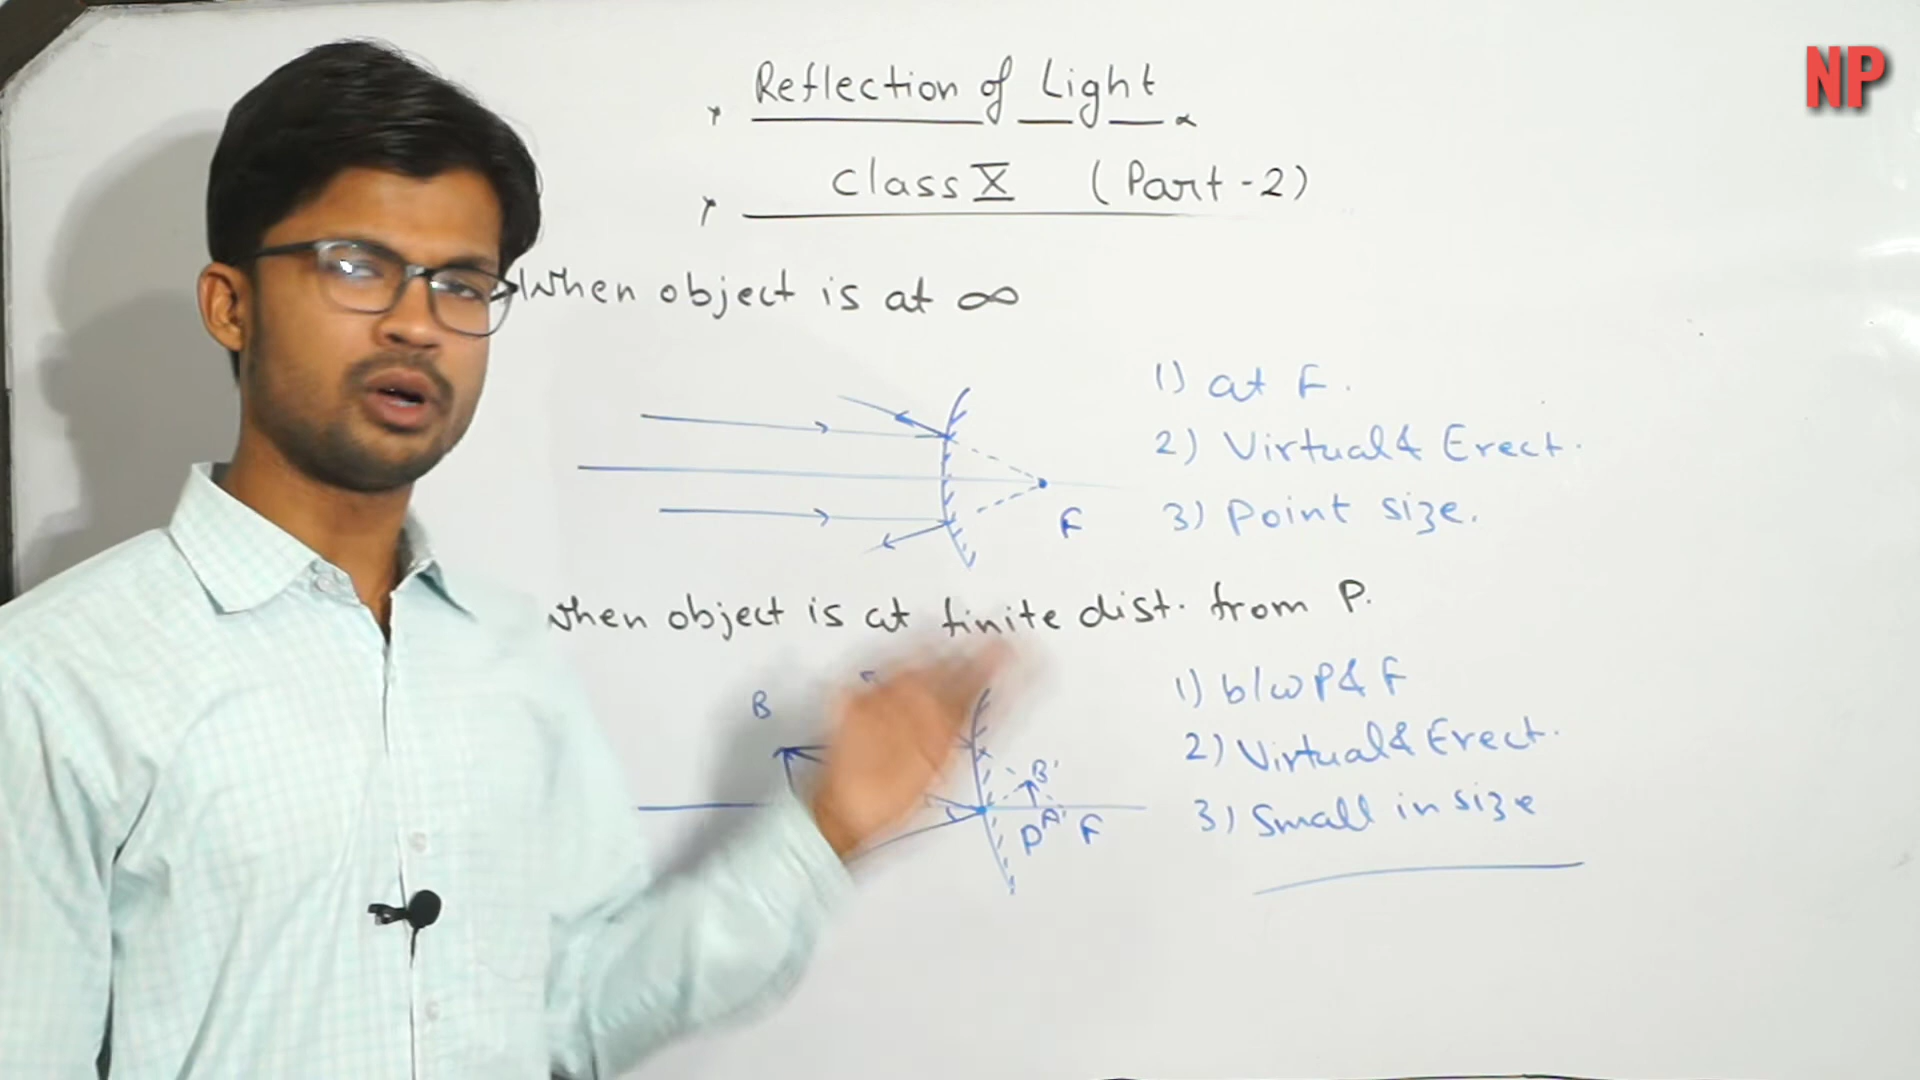 NP
Reflection of Light
Class X (Part-2)
When object is at ∞
1) at F.
2) Virtual & Erect.
3) Point size.
F
When object is at finite dist. from P.
B
1) b/w P & F
2) Virtual & Erect.
3) Small in size
B'
P A' F